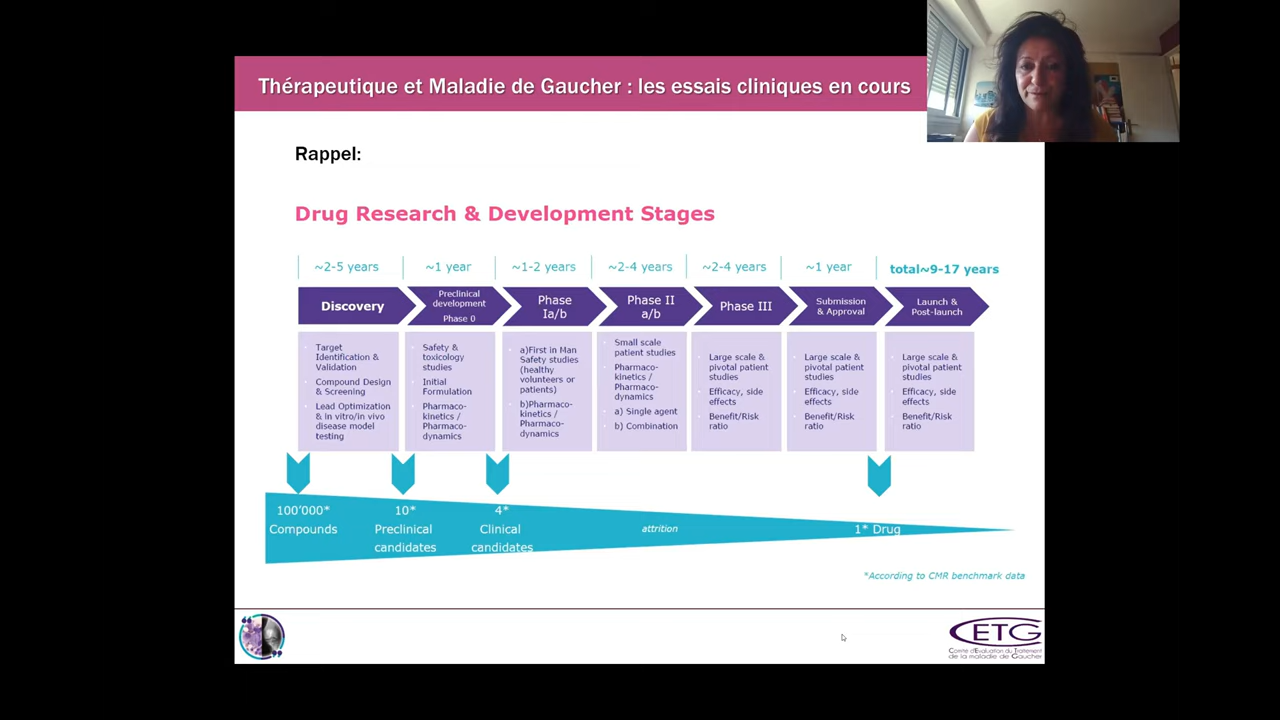 Thérapeutique et Maladie de Gaucher : les essais cliniques en cours
Rappel:
Drug Research & Development Stages
~2-5 years
~1 year
~1-2 years
~2-4 years
~2-4 years
~1 year
total~9-17 years
Discovery
Preclinical
development
Phase 0
Phase
Ia/b
Phase II
a/b
Phase III
Submission
& Approval
Launch &
Post-launch
Target
Identification &
Validation
Compound Design
& Screening
Lead Optimization
& in vitro/in vivo
disease model
testing
Safety &
toxicology
studies
Initial
Formulation
Pharmaco-
kinetics /
Pharmaco-
dynamics
a)First in Man
Safety studies
(healthy
volunteers or
patients)
b)Pharmaco-
kinetics /
Pharmaco-
dynamics
Small scale
patient studies
Pharmaco-
kinetics /
Pharmaco-
dynamics
a) Single agent
b) Combination
Large scale &
pivotal patient
studies
Efficacy, side
effects
Benefit/Risk
ratio
Large scale &
pivotal patient
studies
Efficacy, side
effects
Benefit/Risk
ratio
Large scale &
pivotal patient
studies
Efficacy, side
effects
Benefit/Risk
ratio
100'000*
Compounds
10*
Preclinical
candidates
4*
Clinical
candidates
attrition
1* Drug
*According to CMR benchmark data
CETG
Comité d'Evaluation du Traitement
de la maladie de Gaucher